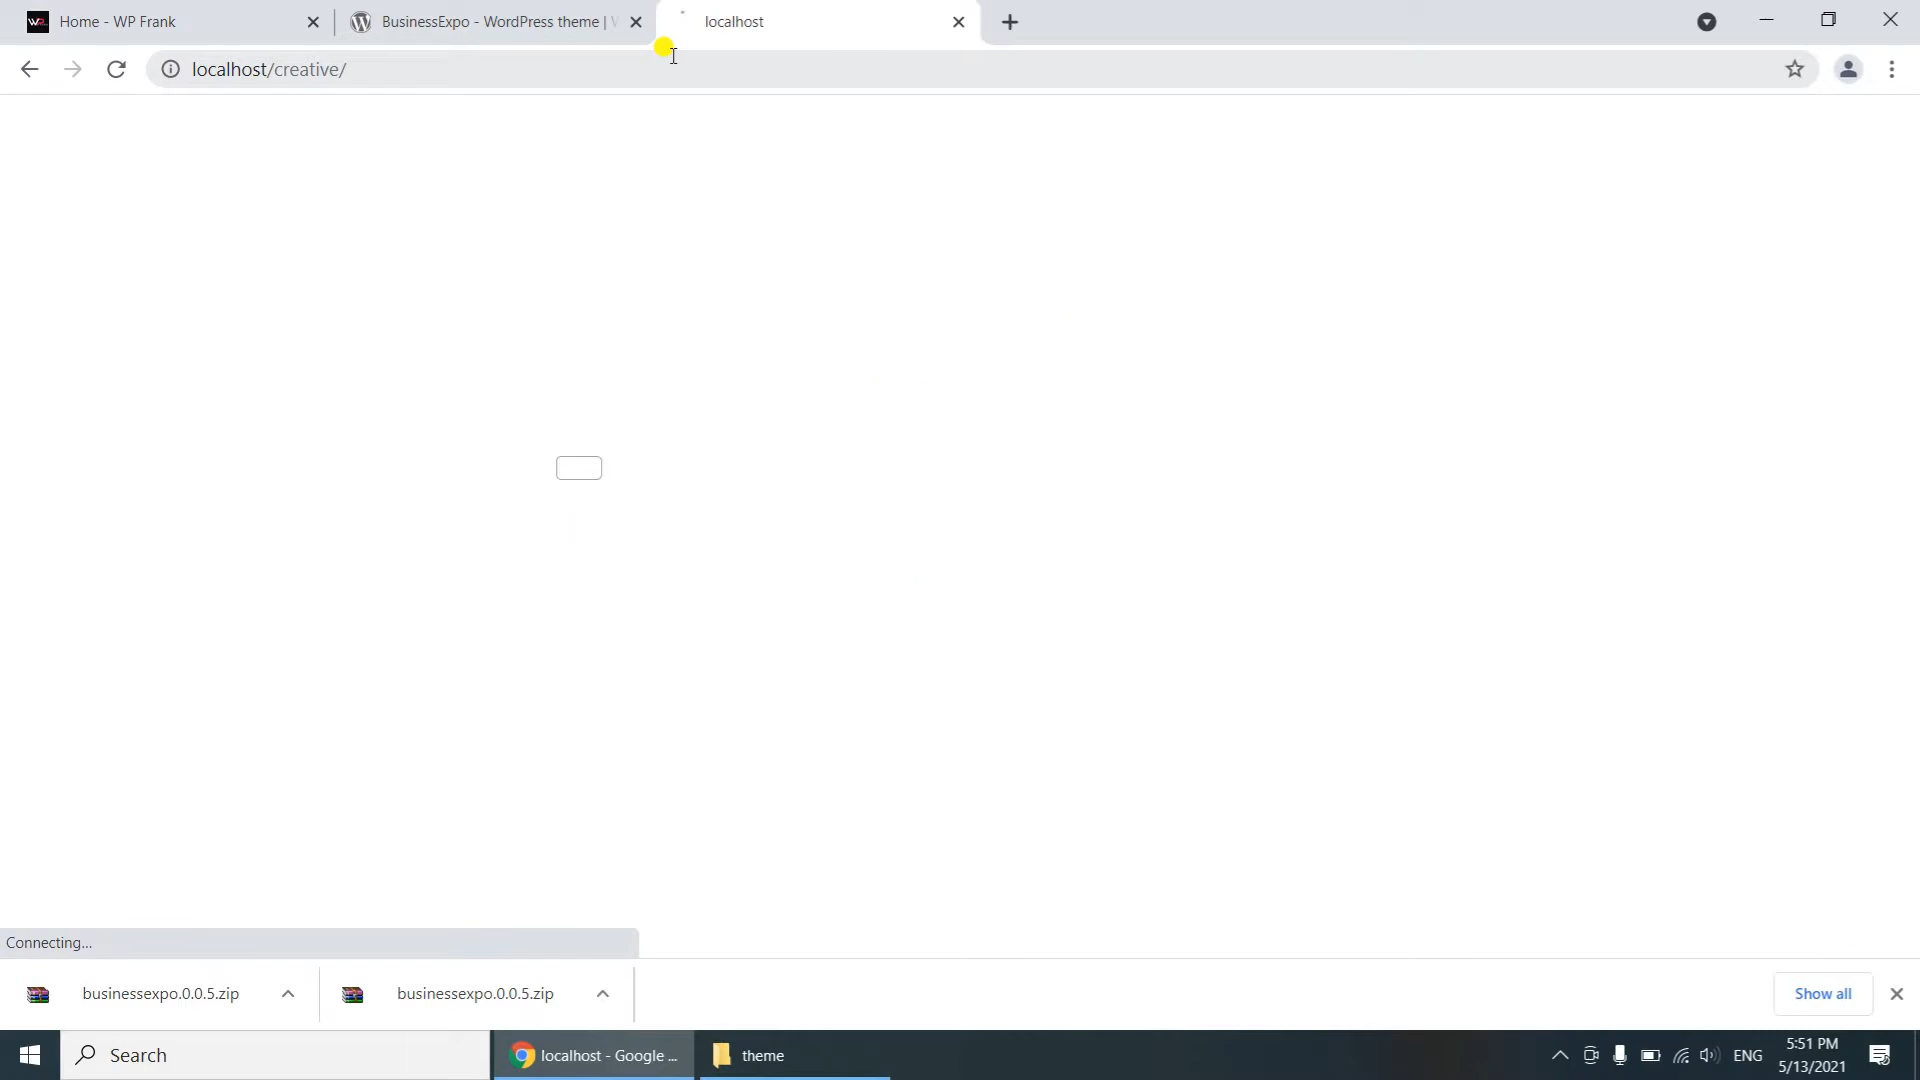 Home - WP Frank
BusinessExpo - WordPress theme |
localhost
localhost/creative/
Connecting...
businessexpo.0.0.5.zip
businessexpo.0.0.5.zip
Show all
Search
localhost - Google ...
theme
ENG
5:51 PM
5/13/2021